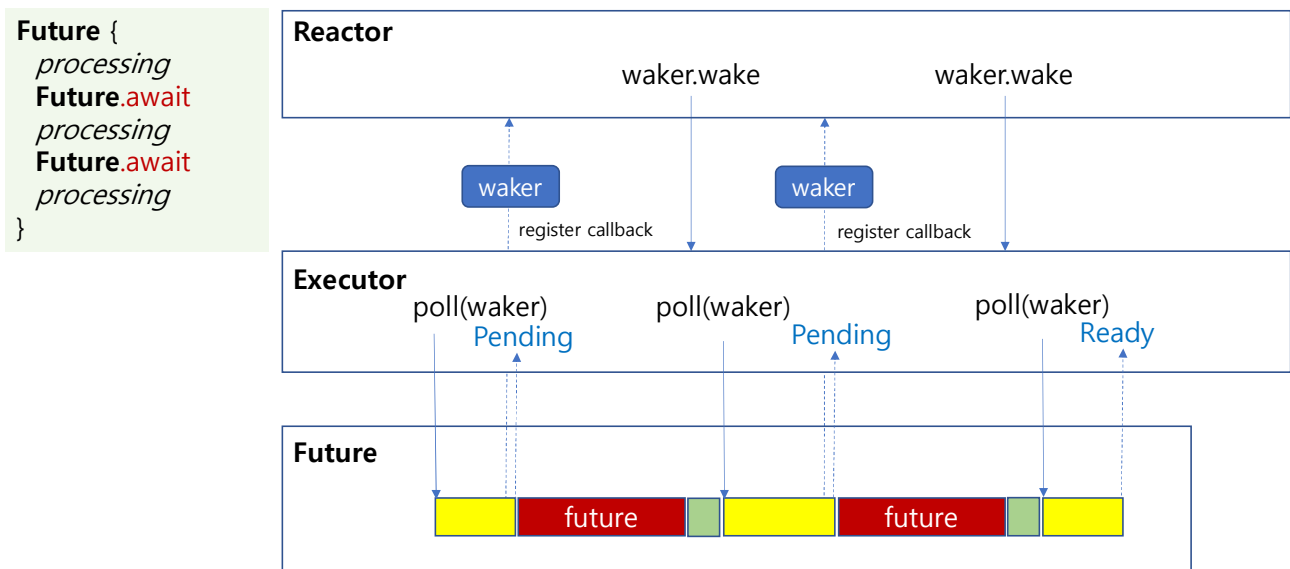 Future {
processing
Future.await
processing
Future.await
processing
}
Reactor
waker.wake
waker.wake
waker
waker
register callback
register callback
Executor
poll(waker)
poll(waker)
poll(waker)
Pending
Pending
Ready
Future
future
future